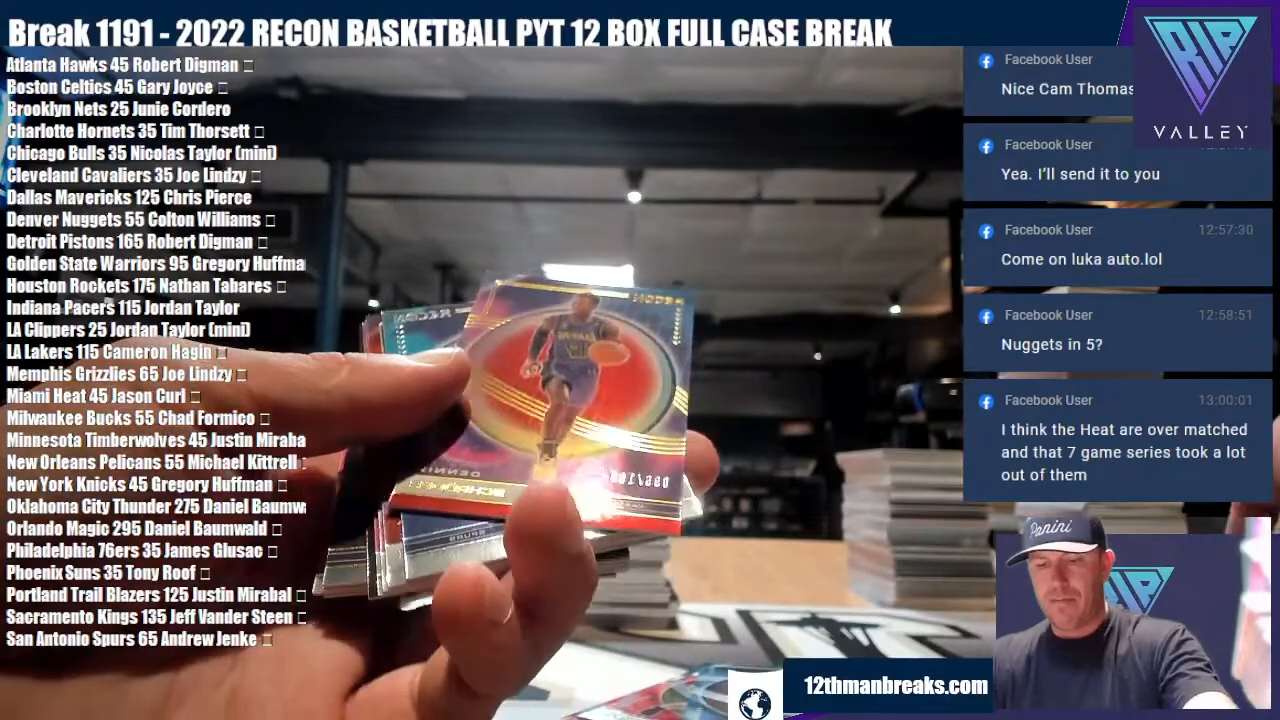 Break 1191 - 2022 RECON BASKETBALL PYT 12 BOX FULL CASE BREAK
Atlanta Hawks 45 Robert Digman
Boston Celtics 45 Gary Joyce
Brooklyn Nets 25 Junie Cordero
Charlotte Hornets 35 Tim Thorsett
Chicago Bulls 35 Nicolas Taylor (mini)
Cleveland Cavaliers 35 Joe Lindzy
Dallas Mavericks 125 Chris Pierce
Denver Nuggets 55 Colton Williams
Detroit Pistons 165 Robert Digman
Golden State Warriors 95 Gregory Huffma
Houston Rockets 175 Nathan Tabares
Indiana Pacers 115 Jordan Taylor
LA Clippers 25 Jordan Taylor (mini)
LA Lakers 115 Cameron Hagin
Memphis Grizzlies 65 Joe Lindzy
Miami Heat 45 Jason Curl
Milwaukee Bucks 55 Chad Formico
Minnesota Timberwolves 45 Justin Miraba
New Orleans Pelicans 55 Michael Kittrell
New York Knicks 45 Gregory Huffman
Oklahoma City Thunder 275 Daniel Baumw
Orlando Magic 295 Daniel Baumwald
Philadelphia 76ers 35 James Glusac
Phoenix Suns 35 Tony Roof
Portland Trail Blazers 125 Justin Mirabal
Sacramento Kings 135 Jeff Vander Steen
San Antonio Spurs 65 Andrew Jenke
RECON
RECON
DENNIS
SPURS
Facebook User
Nice Cam Thomas
Facebook User
Yea. I'll send it to you
Facebook User 12:57:30
Come on luka auto.lol
Facebook User 12:58:51
Nuggets in 5?
Facebook User 13:00:01
I think the Heat are over matched
and that 7 game series took a lot
out of them
RIP
VALLEY
Panini
RIP
12thmanbreaks.com